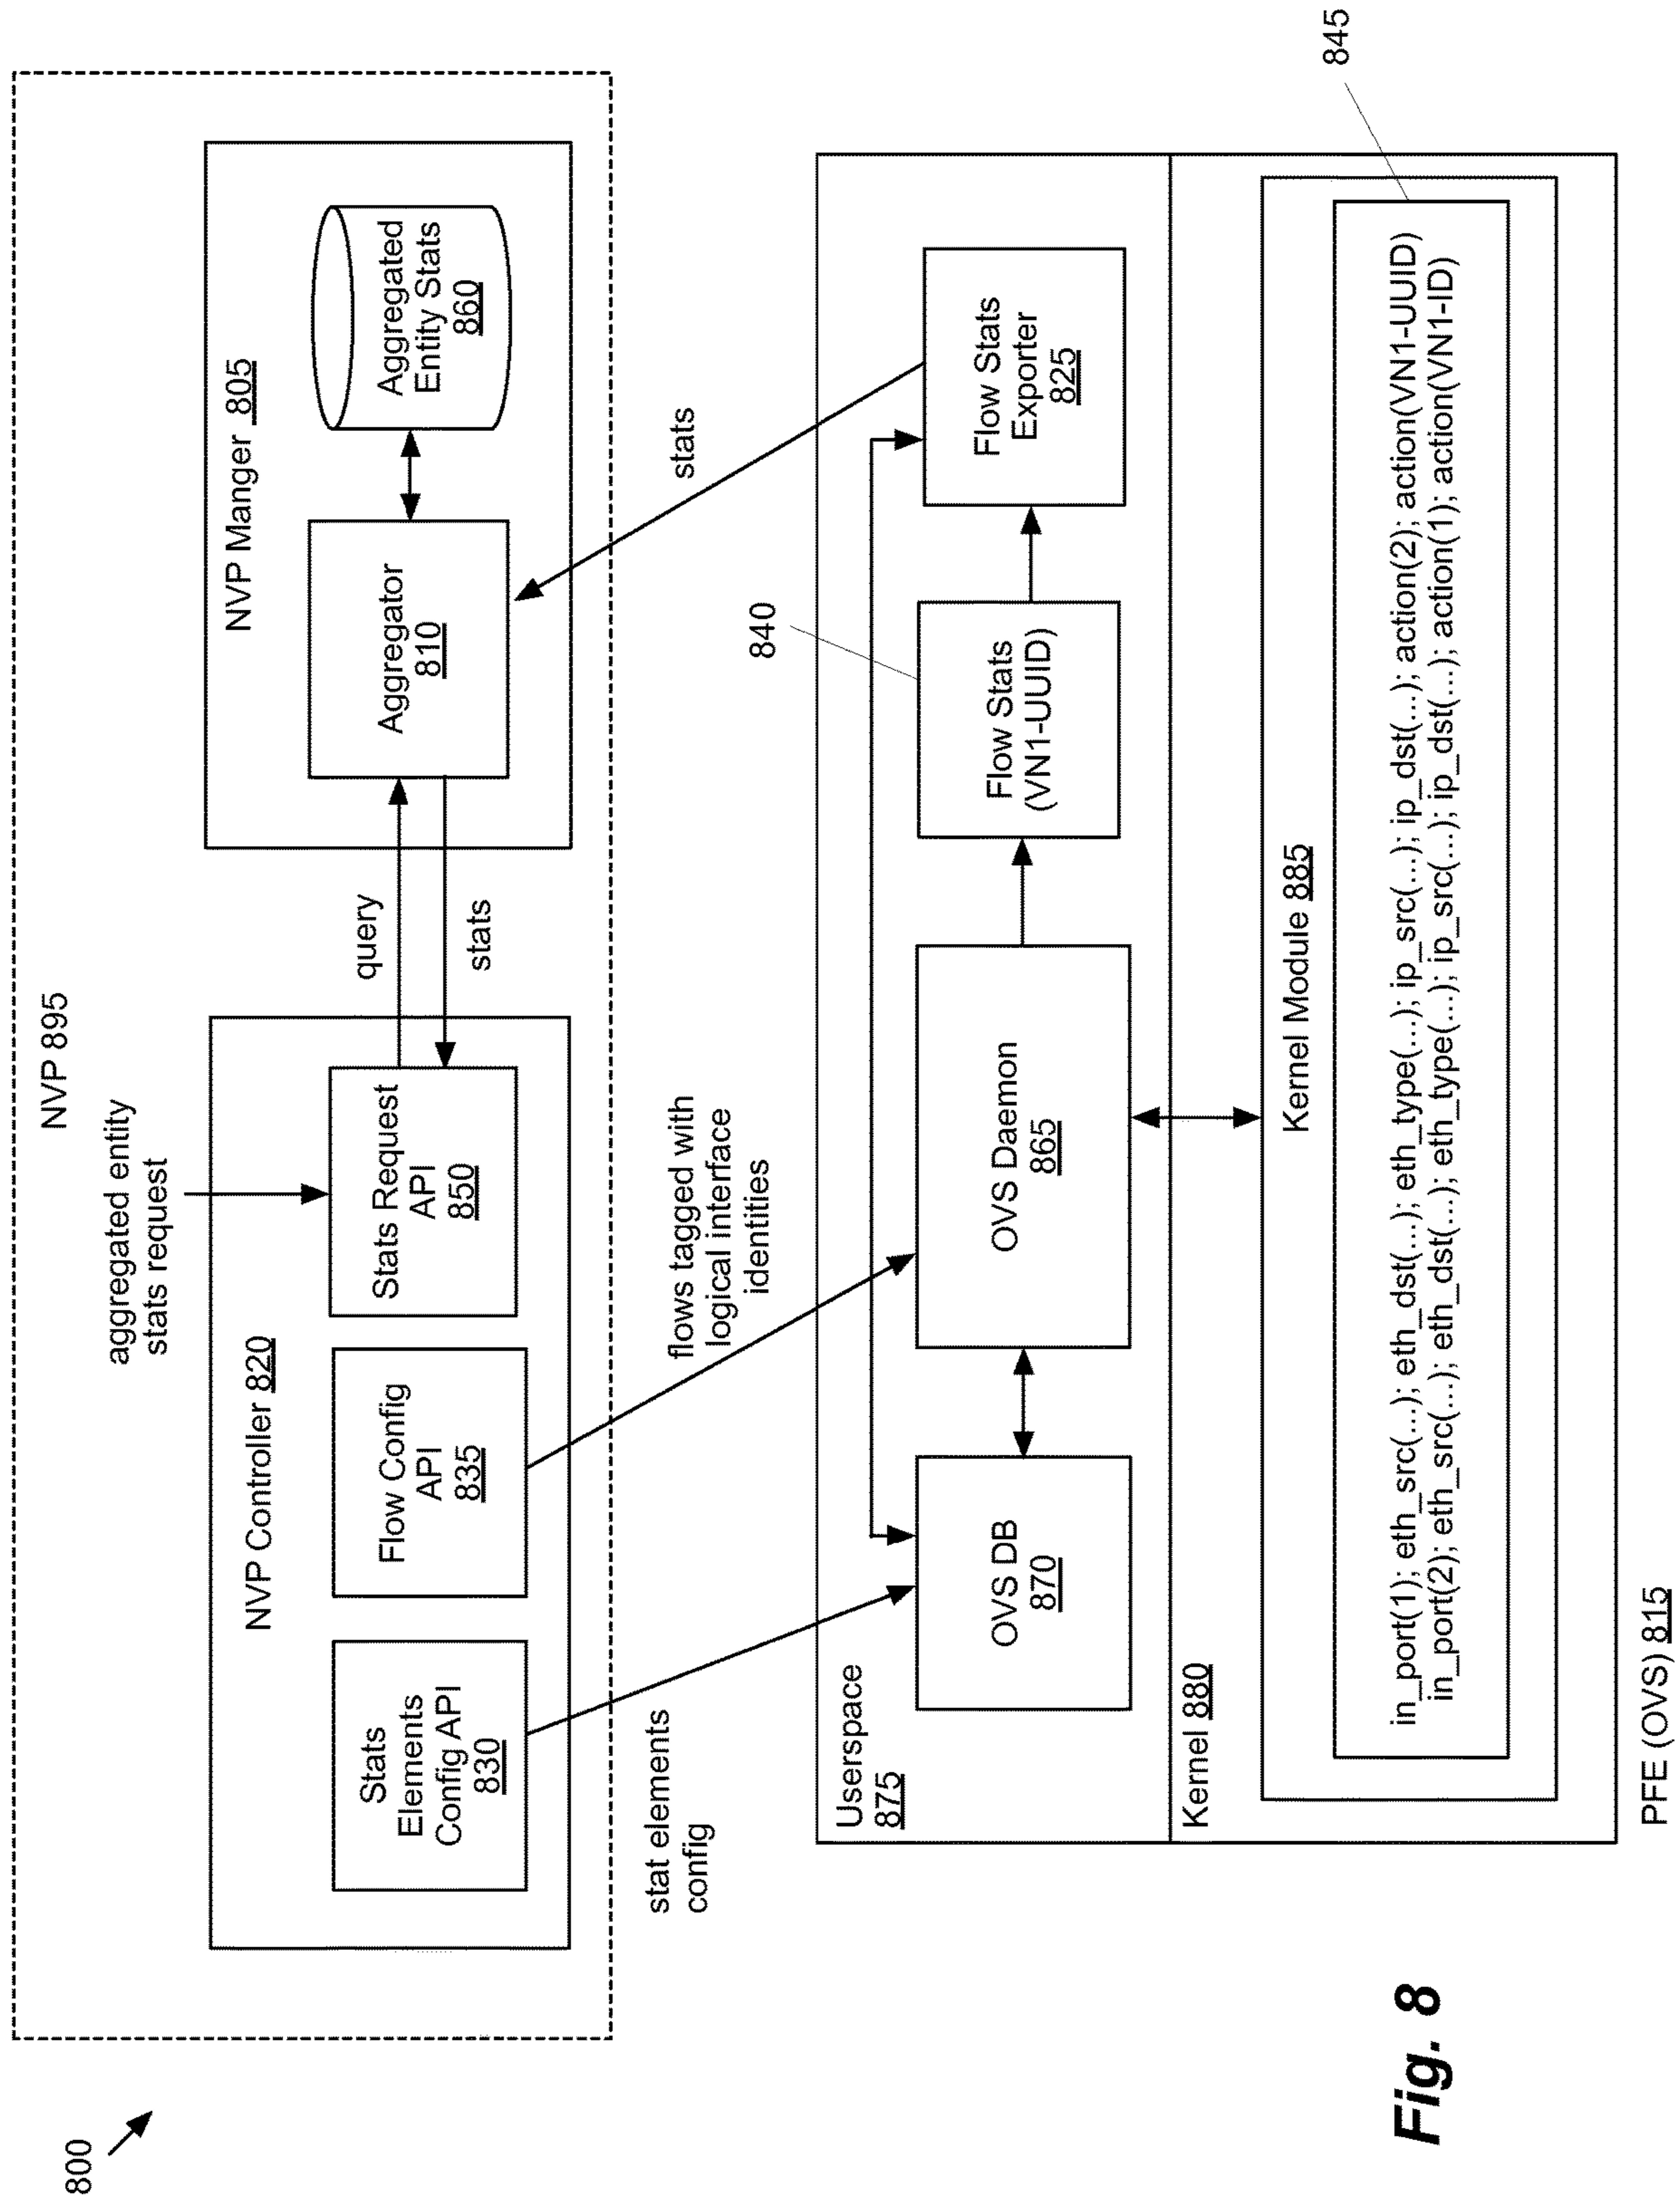 800
NVP 895
aggregated entity
stats request
NVP Controller 820
Stats
Elements
Config API
830
Flow Config
API
835
Stats Request
API
850
query
stats
NVP Manger 805
Aggregator
810
Aggregated
Entity Stats
860
stat elements
config
flows tagged with
logical interface
identities
stats
840
Userspace
875
OVS DB
870
OVS Daemon
865
Flow Stats
(VN1-UUID)
Flow Stats
Exporter
825
Kernel 880
Kernel Module 885
845
in_port(1); eth_src(...); eth_dst(...); eth_type(...); ip_src(...); ip_dst(...); action(2); action(VN1-UUID)
in_port(2); eth_src(...); eth_dst(...); eth_type(...); ip_src(...); ip_dst(...); action(1); action(VN1-ID)
PFE (OVS) 815
Fig. 8